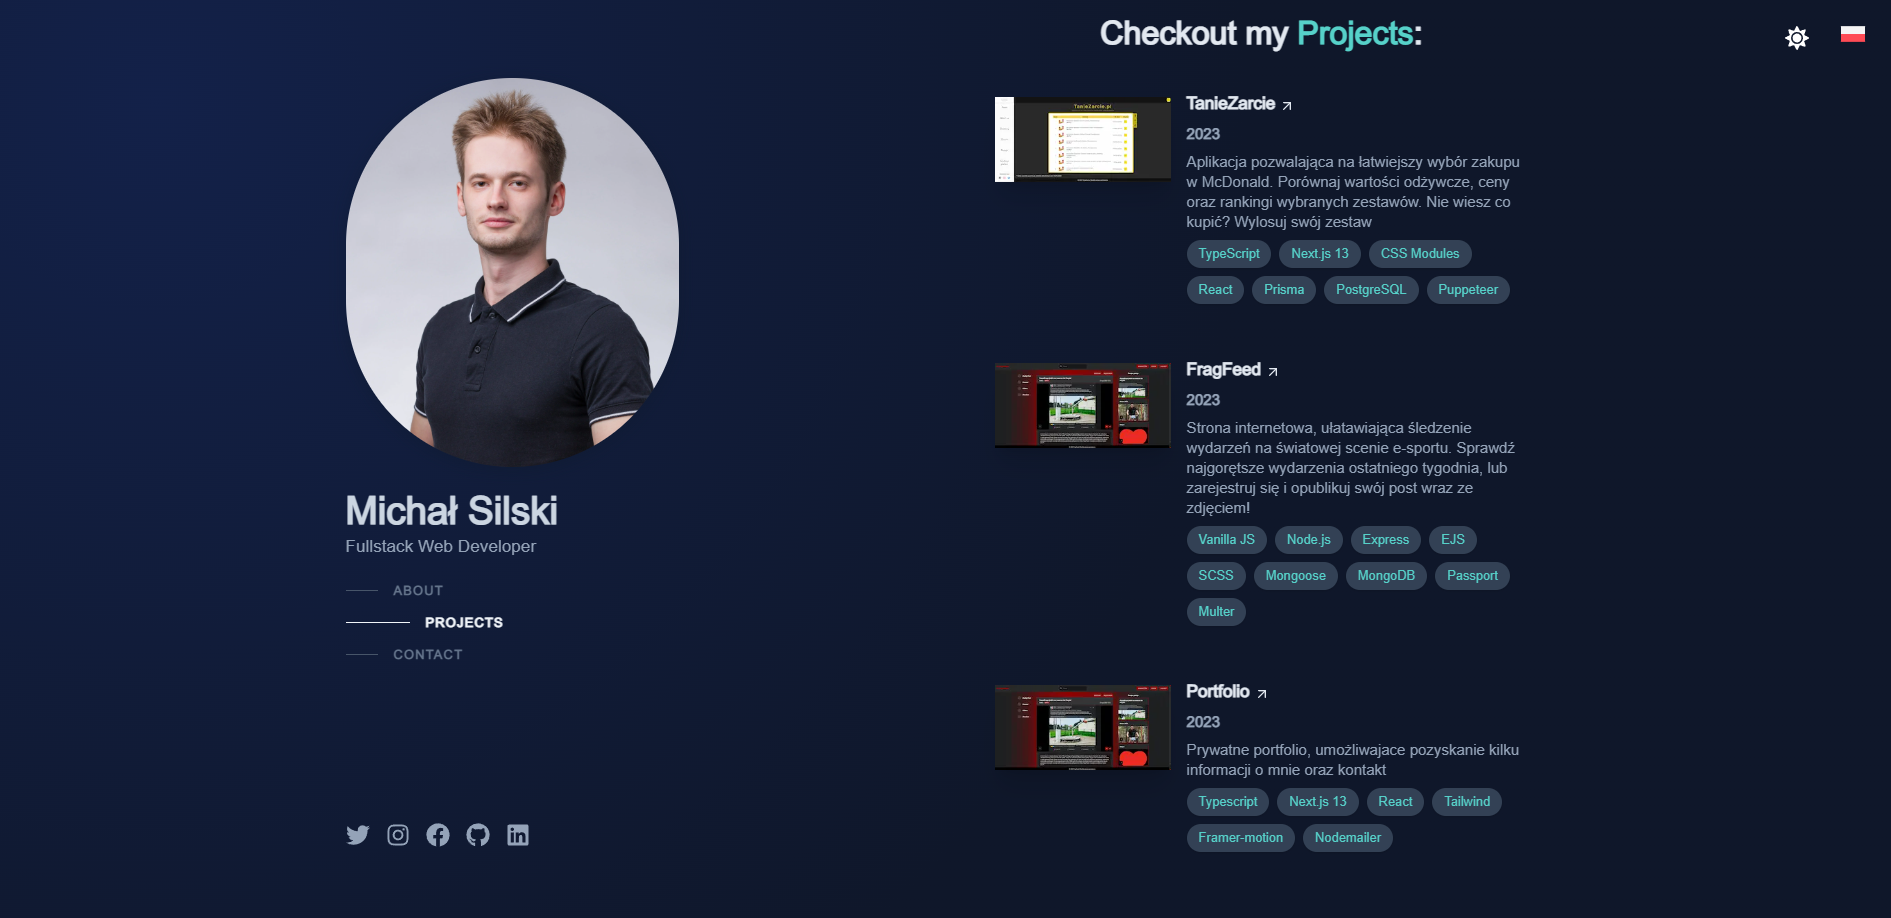 Checkout my Projects:
Michał Silski
Fullstack Web Developer
ABOUT
PROJECTS
CONTACT
TanieZarcie.pl
TanieZarcie
2023
Aplikacja pozwalająca na łatwiejszy wybór zakupu
w McDonald. Porównaj wartości odżywcze, ceny
oraz rankingi wybranych zestawów. Nie wiesz co
kupić? Wylosuj swój zestaw
TypeScript Next.js 13 CSS Modules
React Prisma PostgreSQL Puppeteer
FragFeed
2023
Strona internetowa, ułatawiająca śledzenie
wydarzeń na światowej scenie e-sportu. Sprawdź
najgorętsze wydarzenia ostatniego tygodnia, lub
zarejestruj się i opublikuj swój post wraz ze
zdjęciem!
Vanilla JS Node.js Express EJS
SCSS Mongoose MongoDB Passport
Multer
Portfolio
2023
Prywatne portfolio, umożliwajace pozyskanie kilku
informacji o mnie oraz kontakt
Typescript Next.js 13 React Tailwind
Framer-motion Nodemailer